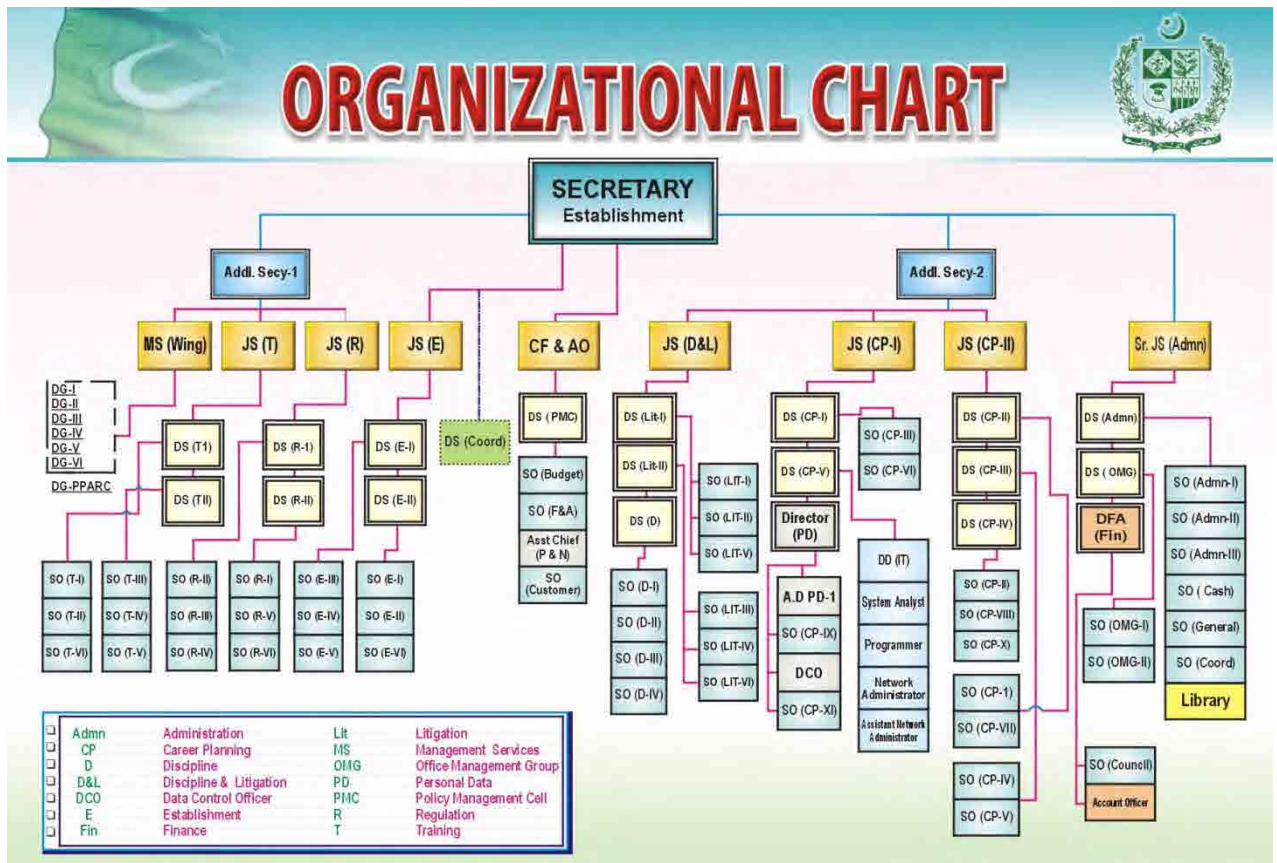 ORGANIZATIONAL CHART
SECRETARY
Establishment
Addl. Secy-1
Addl. Secy-2
MS (Wing)
JS (T)
JS (R)
JS (E)
CF & AO
JS (D&L)
JS (CP-I)
JS (CP-II)
Sr. JS (Admn)
DG-I
DG-II
DG-III
DG-IV
DG-V
DG-VI
DG-PPARC
DS (T1)
DS (TII)
SO (T-I)
SO (T-II)
SO (T-VI)
SO (T-III)
SO (T-IV)
SO (T-V)
DS (R-1)
DS (R-II)
SO (R-II)
SO (R-III)
SO (R-IV)
SO (R-I)
SO (R-V)
SO (R-VI)
DS (E-I)
DS (E-II)
SO (E-III)
SO (E-IV)
SO (E-V)
SO (E-I)
SO (E-II)
SO (E-VI)
DS (Coord)
DS ( PMC)
SO (Budget)
SO (F&A)
Asst Chief
(P & N)
SO
(Customer)
DS (Lit-I)
DS (Lit-II)
DS (D)
SO (D-I)
SO (D-II)
SO (D-III)
SO (D-IV)
SO (LIT-I)
SO (LIT-II)
SO (LIT-V)
SO (LIT-III)
SO (LIT-IV)
SO (LIT-VI)
DS (CP-I)
DS (CP-V)
Director
(PD)
A.D PD-1
SO (CP-IX)
DCO
SO (CP-XI)
SO (CP-III)
SO (CP-VI)
DD (IT)
System Analyst
Programmer
Network
Administrator
Assistant Network
Administrator
DS (CP-II)
DS (CP-III)
DS (CP-IV)
SO (CP-II)
SO (CP-VIII)
SO (CP-X)
SO (CP-1)
SO (CP-VII)
SO (CP-IV)
SO (CP-V)
DS (Admn)
DS ( OMG)
DFA
(Fin)
SO (OMG-I)
SO (OMG-II)
SO (Council)
Account Officer
SO (Admn-I)
SO (Admn-II)
SO (Admn-III)
SO ( Cash)
SO (General)
SO (Coord)
Library
Admn Administration Lit Litigation
CP Career Planning MS Management Services
D Discipline OMG Office Management Group
D&L Discipline & Litigation PD Personal Data
DCO Data Control Officer PMC Policy Management Cell
E Establishment R Regulation
Fin Finance T Training